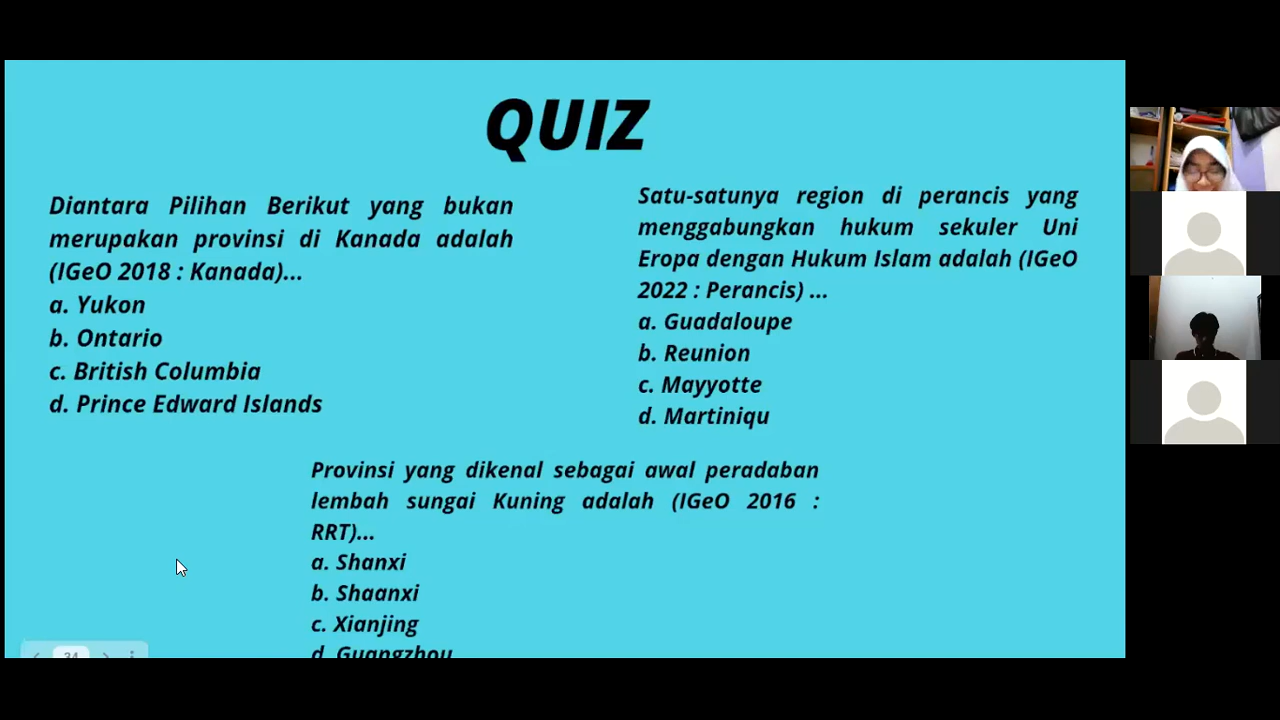 QUIZ
Diantara Pilihan Berikut yang bukan
merupakan provinsi di Kanada adalah
(IGeO 2018 : Kanada)...
a. Yukon
b. Ontario
c. British Columbia
d. Prince Edward Islands
Satu-satunya region di perancis yang
menggabungkan hukum sekuler Uni
Eropa dengan Hukum Islam adalah (IGeO
2022 : Perancis) ...
a. Guadaloupe
b. Reunion
c. Mayyotte
d. Martiniqu
Provinsi yang dikenal sebagai awal peradaban
lembah sungai Kuning adalah (IGeO 2016 :
RRT)...
a. Shanxi
b. Shaanxi
c. Xianjing
d. Guangzhou
34